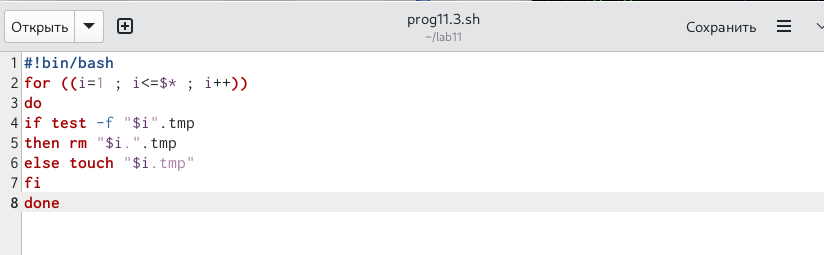 Открыть
prog11.3.sh
~/lab11
Сохранить
1 #!bin/bash
2 for ((i=1 ; i<=$* ; i++))
3 do
4 if test -f "$i".tmp
5 then rm "$i.".tmp
6 else touch "$i.tmp"
7 fi
8 done